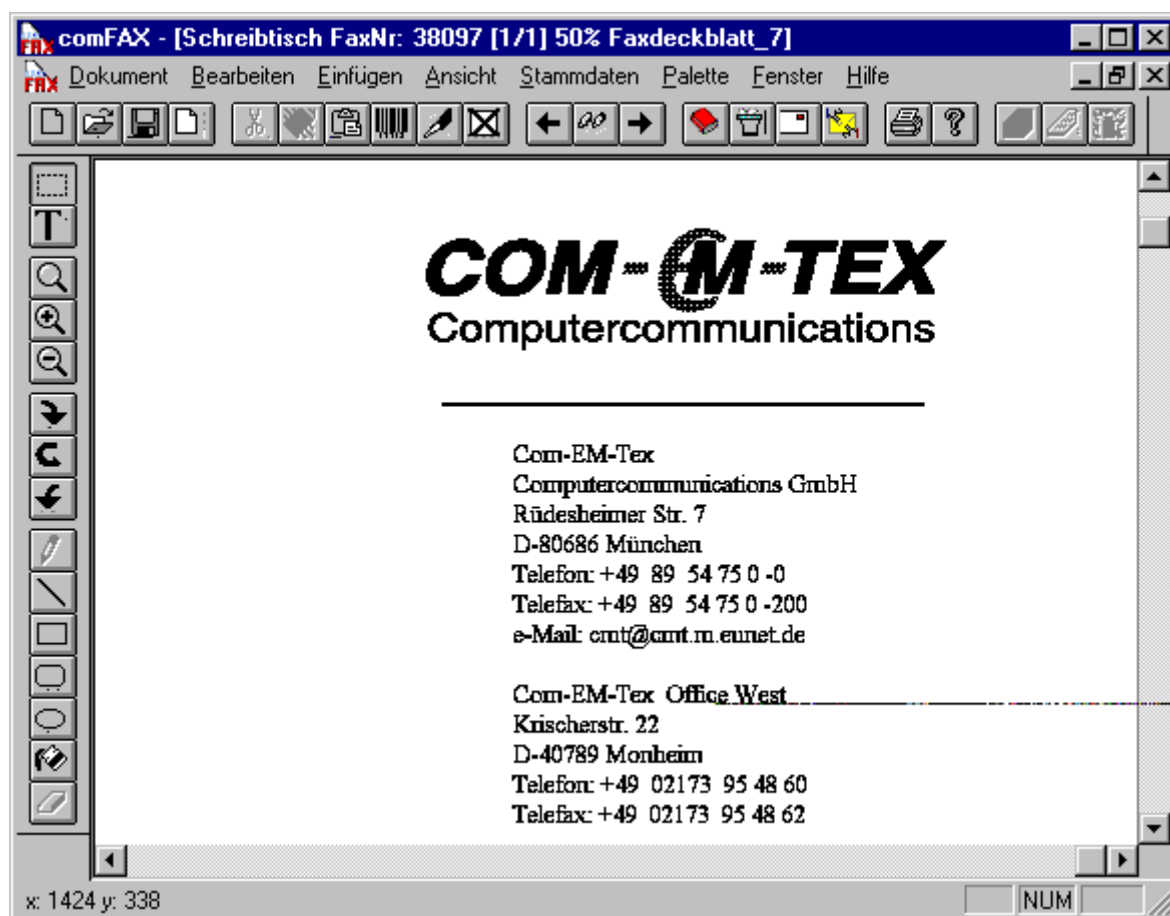 comFAX - [Schreibtisch FaxNr: 38097 [1/1] 50% Faxdeckblatt_7]
Dokument Bearbeiten Einfügen Ansicht Stammdaten Palette Fenster Hilfe
COM-EM-TEX
Computercommunications
Com-EM-Tex
Computercommunications GmbH
Rüdesheimer Str. 7
D-80686 München
Telefon: +49 89 54 75 0 -0
Telefax: +49 89 54 75 0 -200
e-Mail: cmt@cmt.m.eunet.de
Com-EM-Tex Office West
Krischerstr. 22
D-40789 Monheim
Telefon: +49 02173 95 48 60
Telefax: +49 02173 95 48 62
x: 1424 y: 338 NUM